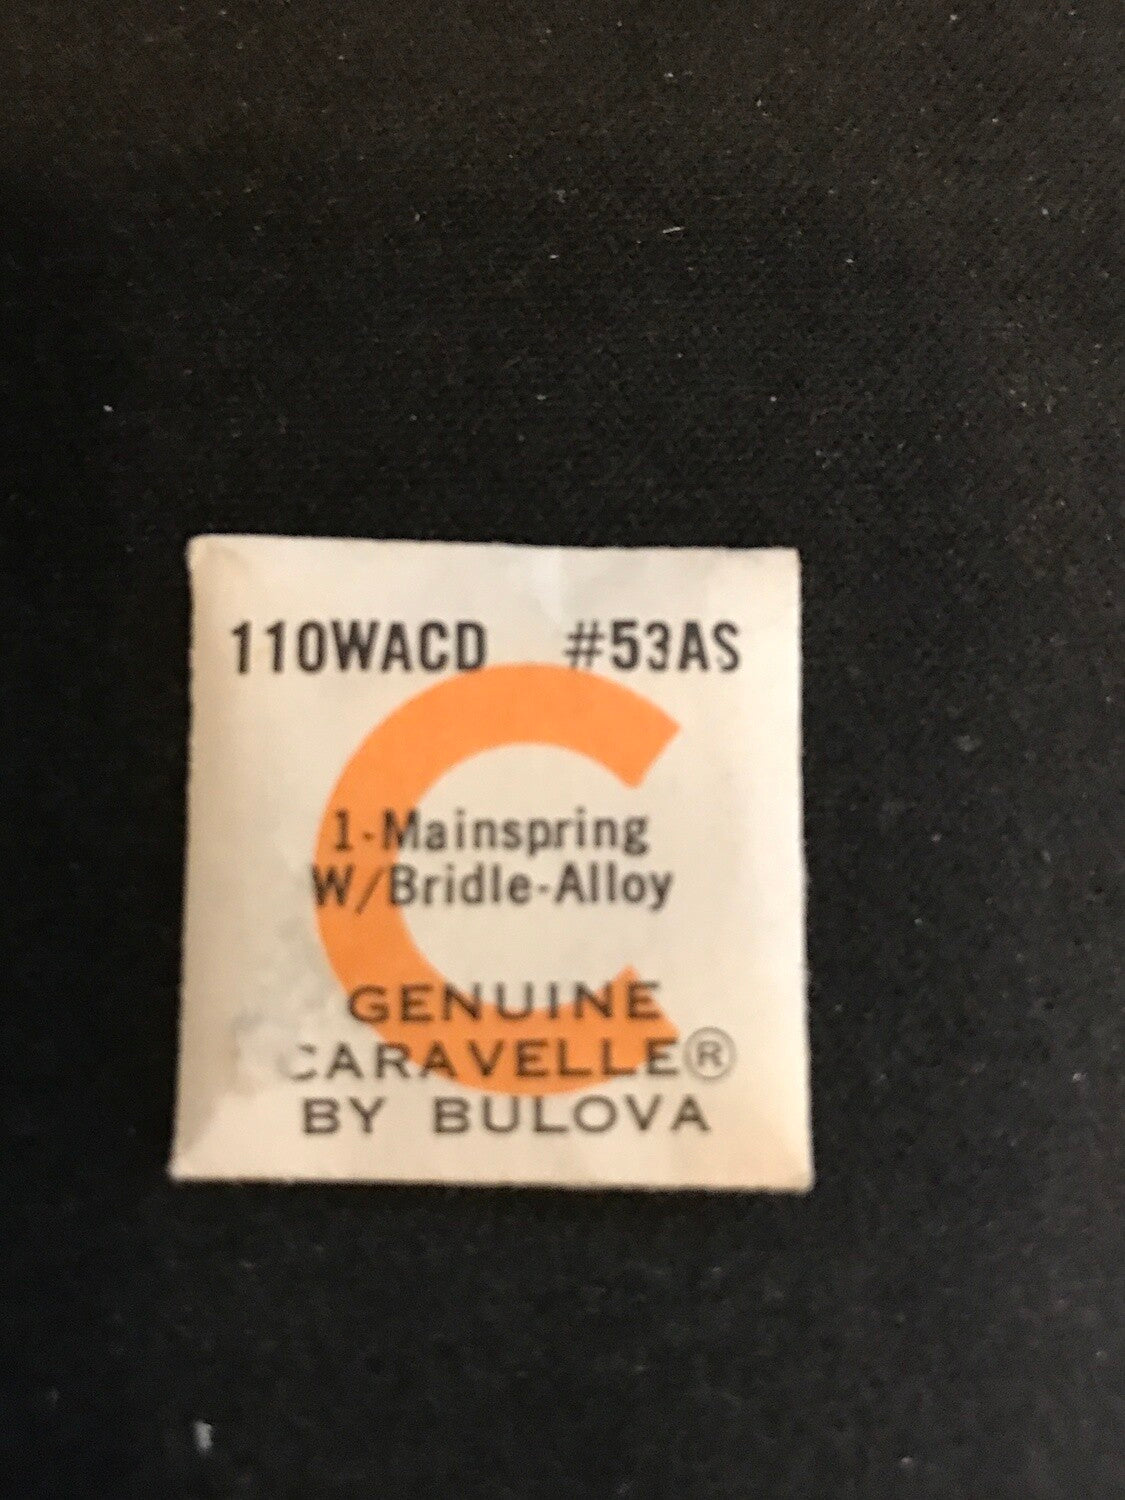 110WACD #53AS
1-Mainspring
W/Bridle-Alloy
GENUINE
CARAVELLE®
BY BULOVA